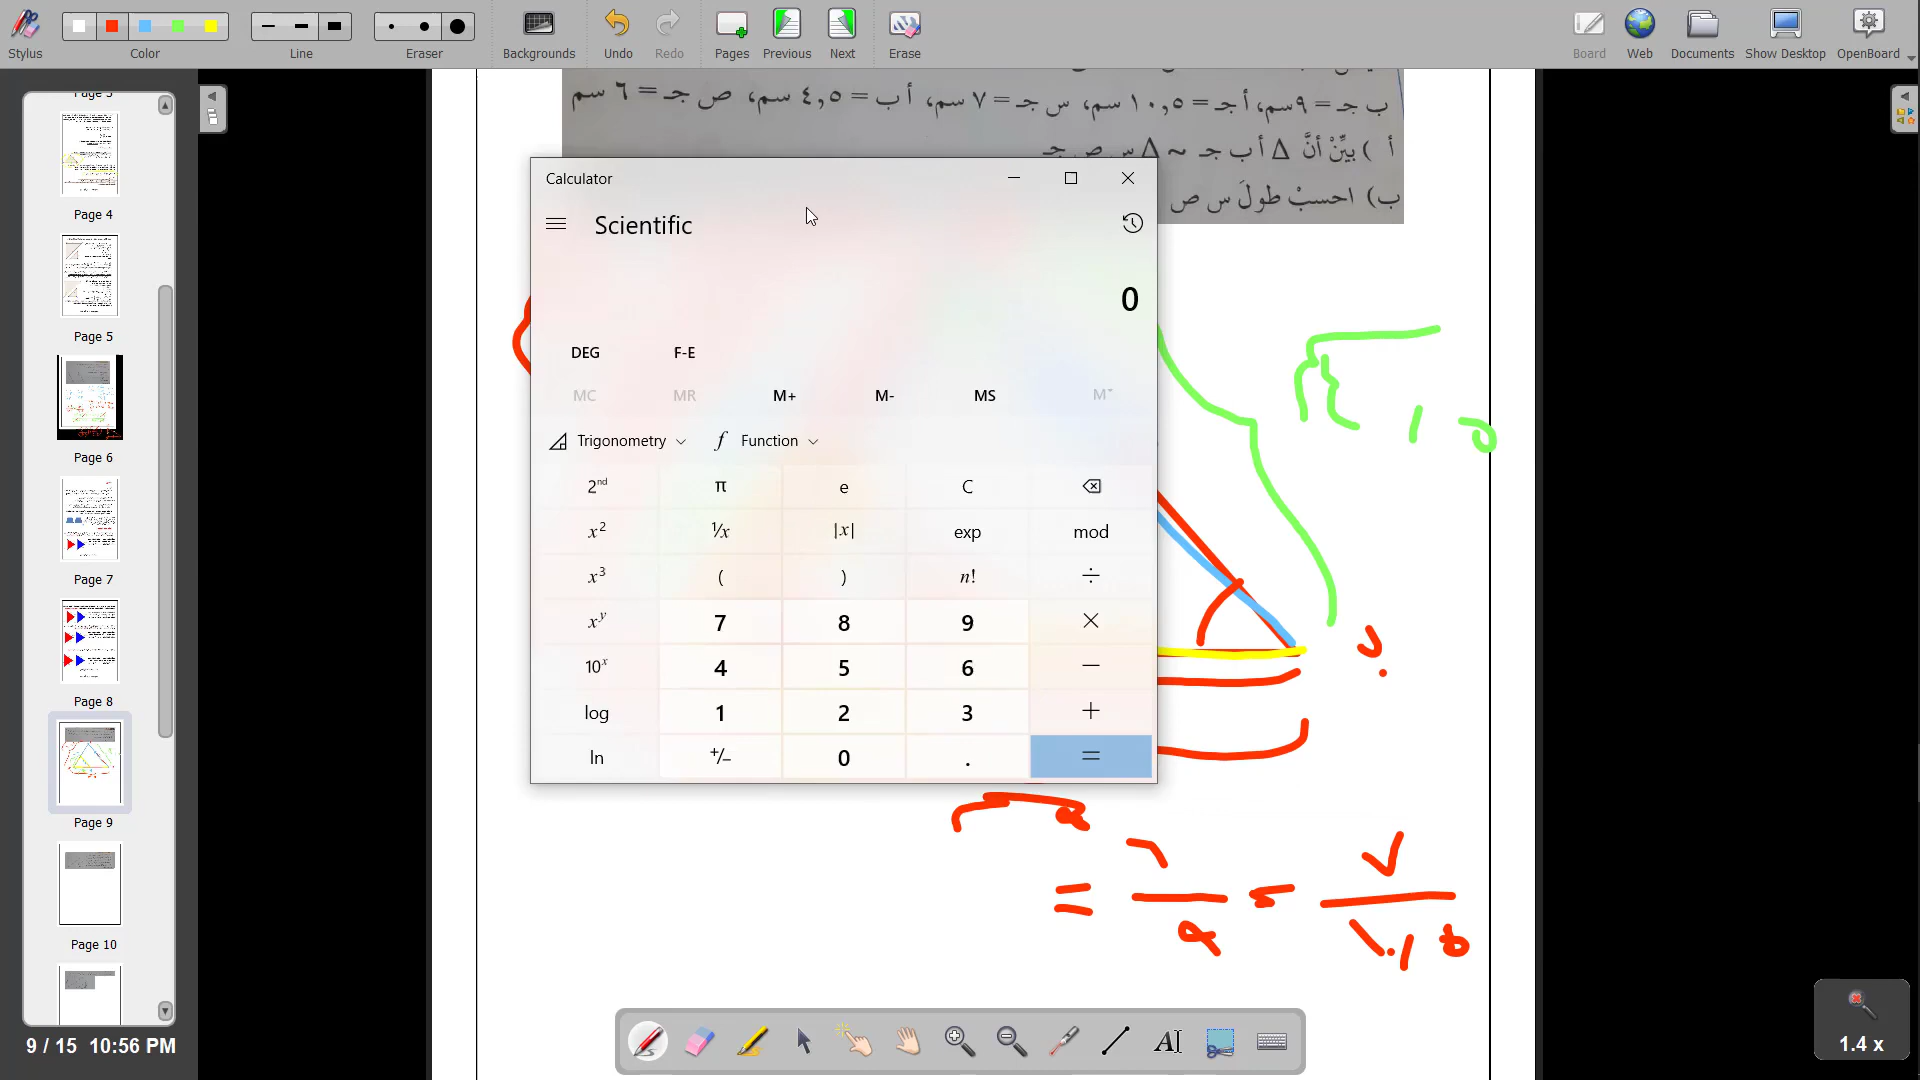 Stylus Color Line Eraser Backgrounds Undo Redo Pages Previous Next Erase Board Web Documents Show Desktop OpenBoard
Page 4
Page 5
Page 6
Page 7
Page 8
Page 9
Page 10
9 / 15 10:56 PM
ب جـ = ٩سم، أ جـ = ١٠,٥ سم، س جـ = ٧ سم، أ ب = ٤,٥ سم، ص جـ = ٦ سم
أ ) بيِّنْ أنَّ Δ أ ب جـ ~ Δ س ص جـ
ب) احسبْ طولَ س ص
Calculator
Scientific
0
DEG F-E
MC MR M+ M- MS M˅
Trigonometry f Function
2nd π e C
x² ¹⁄x |x| exp mod
x³ ( ) n! ÷
xʸ 7 8 9 ×
10ˣ 4 5 6 −
log 1 2 3 +
ln +/− 0 . =
1.4 x